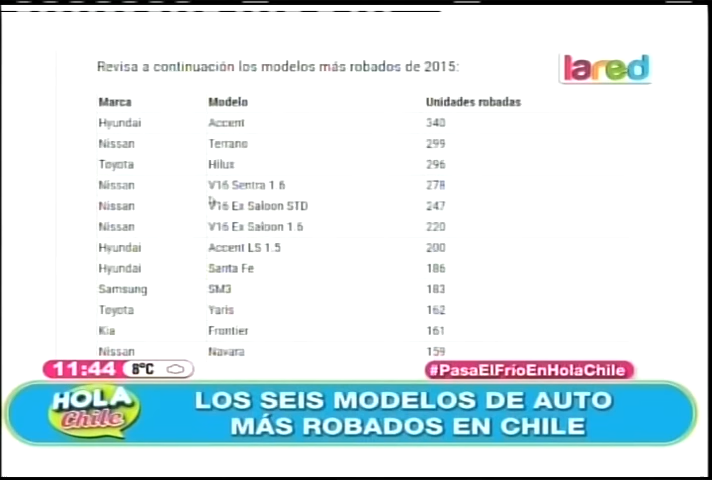 Revisa a continuación los modelos más robados de 2015:
lared
Marca Modelo Unidades robadas
Hyundai Accent 340
Nissan Terrano 299
Toyota Hilux 296
Nissan V16 Sentra 1.6 278
Nissan V16 Ex Saloon STD 247
Nissan V16 Ex Saloon 1.6 220
Hyundai Accent LS 1.5 200
Hyundai Santa Fe 186
Samsung SM3 183
Toyota Yaris 162
Kia Frontier 161
Nissan Navara 159
11:44 8°C
#PasaElFríoEnHolaChile
HOLA
Chile
LOS SEIS MODELOS DE AUTO
MÁS ROBADOS EN CHILE